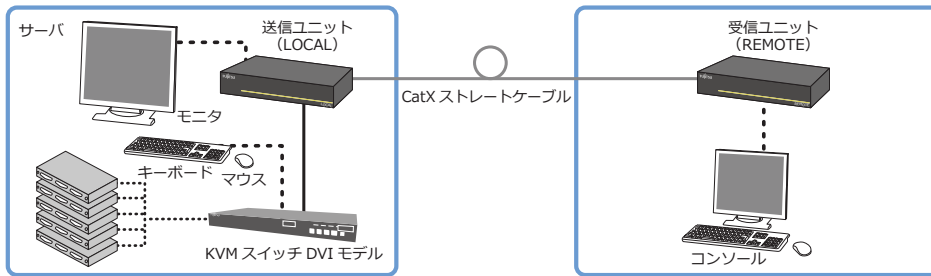 サーバ
送信ユニット
（LOCAL）
受信ユニット
（REMOTE）
FUJITSU
FUJITSU
CatX ストレートケーブル
モニタ
キーボード
マウス
KVM スイッチ DVI モデル
コンソール